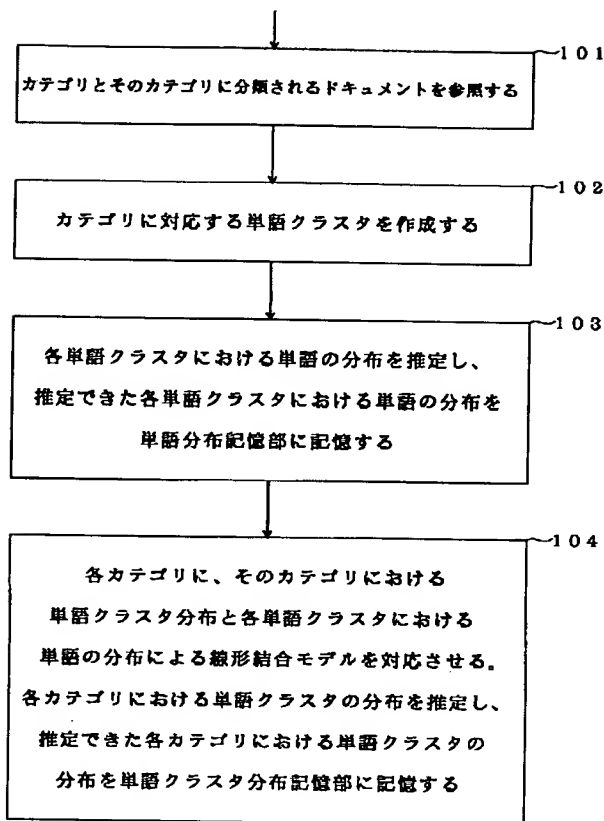 101
カテゴリとそのカテゴリに分類されるドキュメントを参照する
102
カテゴリに対応する単語クラスタを作成する
103
各単語クラスタにおける単語の分布を推定し、
推定できた各単語クラスタにおける単語の分布を
単語分布記憶部に記憶する
104
各カテゴリに、そのカテゴリにおける
単語クラスタ分布と各単語クラスタにおける
単語の分布による線形結合モデルを対応させる。
各カテゴリにおける単語クラスタの分布を推定し、
推定できた各カテゴリにおける単語クラスタの
分布を単語クラスタ分布記憶部に記憶する